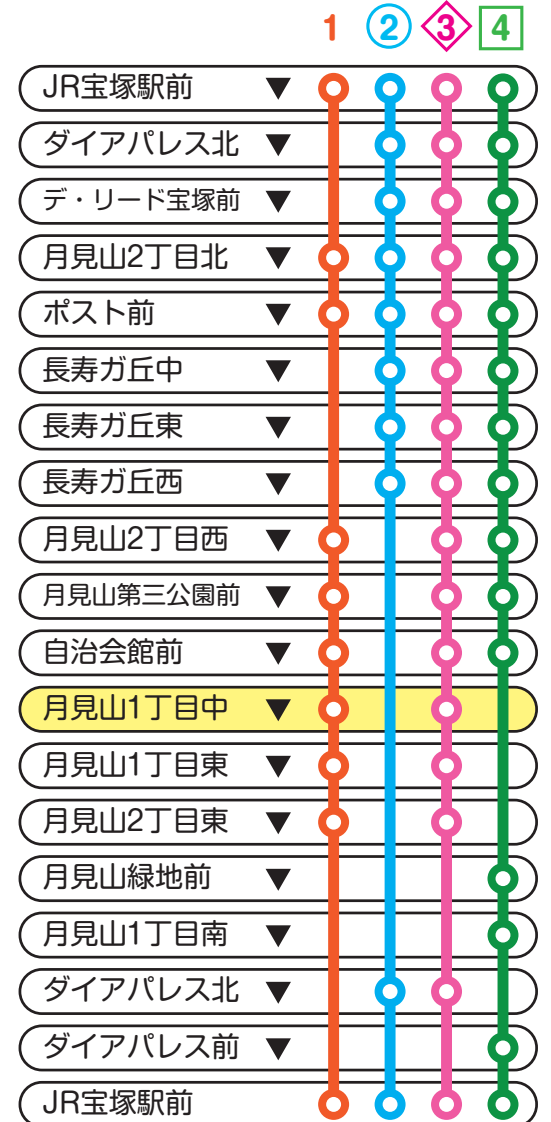 1 2 3 4
JR宝塚駅前 ▼
ダイアパレス北 ▼
デ・リード宝塚前 ▼
月見山2丁目北 ▼
ポスト前 ▼
長寿ガ丘中 ▼
長寿ガ丘東 ▼
長寿ガ丘西 ▼
月見山2丁目西 ▼
月見山第三公園前 ▼
自治会館前 ▼
月見山1丁目中 ▼
月見山1丁目東 ▼
月見山2丁目東 ▼
月見山緑地前 ▼
月見山1丁目南 ▼
ダイアパレス北 ▼
ダイアパレス前 ▼
JR宝塚駅前